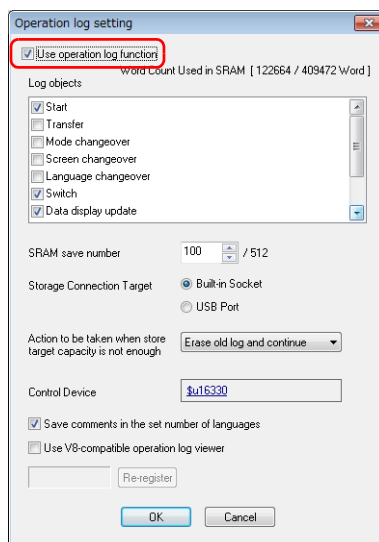 Operation log setting
Use operation log function
Word Count Used in SRAM [ 122664 / 409472 Word ]
Log objects
Start
Transfer
Mode changeover
Screen changeover
Language changeover
Switch
Data display update
SRAM save number 100 / 512
Storage Connection Target Built-in Socket
USB Port
Action to be taken when store
target capacity is not enough Erase old log and continue
Control Device $u16330
Save comments in the set number of languages
Use V8-compatible operation log viewer
Re-register
OK Cancel